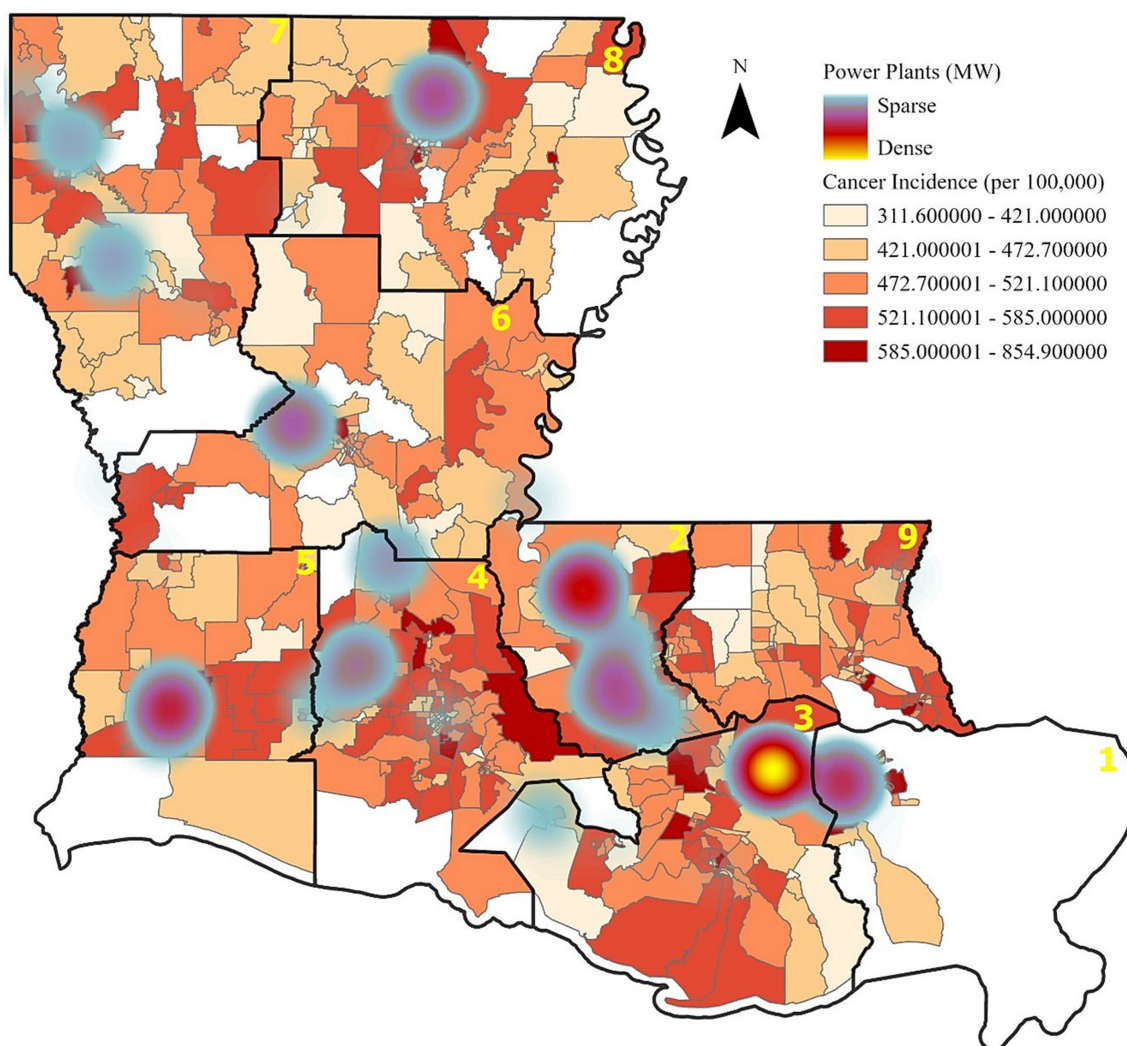 7
8
N
Power Plants (MW)
Sparse
Dense
Cancer Incidence (per 100,000)
311.600000 - 421.000000
421.000001 - 472.700000
472.700001 - 521.100000
521.100001 - 585.000000
585.000001 - 854.900000
6
2
9
5
4
3
1